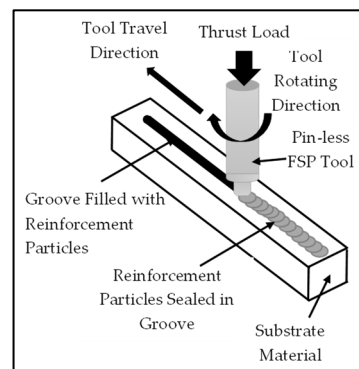 Tool Travel
Direction
Thrust Load
Tool
Rotating
Direction
Pin-less
FSP Tool
Groove Filled with
Reinforcement
Particles
Reinforcement
Particles Sealed in
Groove
Substrate
Material